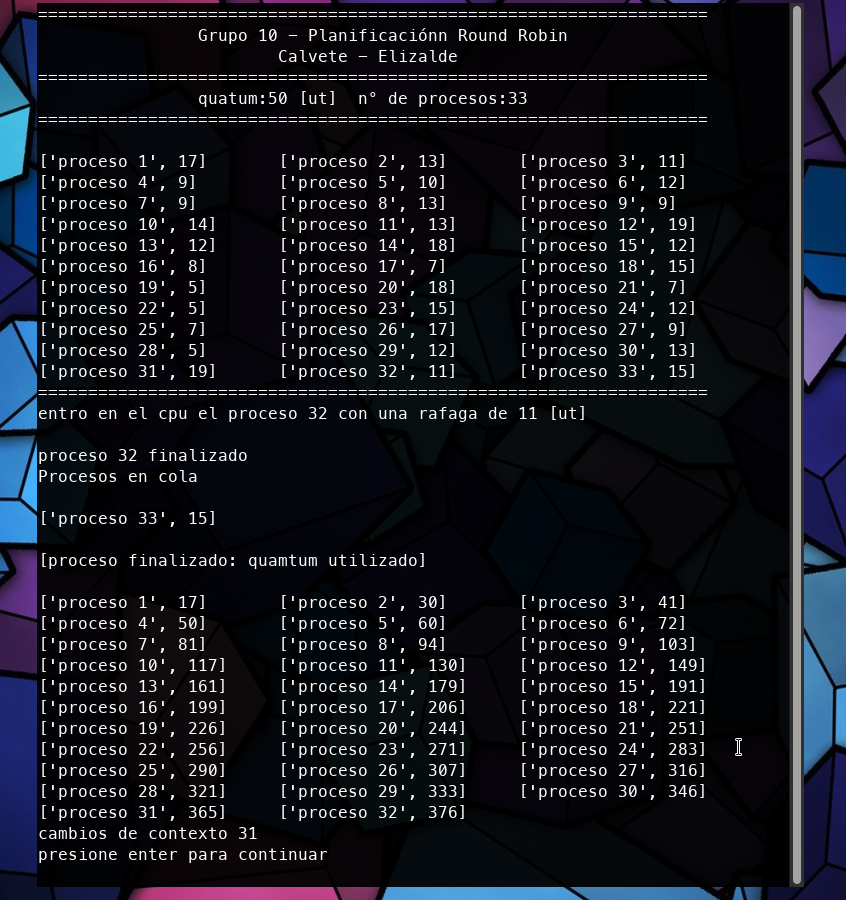 ===================================================================
Grupo 10 - Planificaciónn Round Robin
Calvete - Elizalde
===================================================================
quatum:50 [ut]  n° de procesos:33
===================================================================
['proceso 1', 17] ['proceso 2', 13] ['proceso 3', 11]
['proceso 4', 9] ['proceso 5', 10] ['proceso 6', 12]
['proceso 7', 9] ['proceso 8', 13] ['proceso 9', 9]
['proceso 10', 14] ['proceso 11', 13] ['proceso 12', 19]
['proceso 13', 12] ['proceso 14', 18] ['proceso 15', 12]
['proceso 16', 8] ['proceso 17', 7] ['proceso 18', 15]
['proceso 19', 5] ['proceso 20', 18] ['proceso 21', 7]
['proceso 22', 5] ['proceso 23', 15] ['proceso 24', 12]
['proceso 25', 7] ['proceso 26', 17] ['proceso 27', 9]
['proceso 28', 5] ['proceso 29', 12] ['proceso 30', 13]
['proceso 31', 19] ['proceso 32', 11] ['proceso 33', 15]
===================================================================
entro en el cpu el proceso 32 con una rafaga de 11 [ut]
proceso 32 finalizado
Procesos en cola
['proceso 33', 15]
[proceso finalizado: quamtum utilizado]
['proceso 1', 17] ['proceso 2', 30] ['proceso 3', 41]
['proceso 4', 50] ['proceso 5', 60] ['proceso 6', 72]
['proceso 7', 81] ['proceso 8', 94] ['proceso 9', 103]
['proceso 10', 117] ['proceso 11', 130] ['proceso 12', 149]
['proceso 13', 161] ['proceso 14', 179] ['proceso 15', 191]
['proceso 16', 199] ['proceso 17', 206] ['proceso 18', 221]
['proceso 19', 226] ['proceso 20', 244] ['proceso 21', 251]
['proceso 22', 256] ['proceso 23', 271] ['proceso 24', 283]
['proceso 25', 290] ['proceso 26', 307] ['proceso 27', 316]
['proceso 28', 321] ['proceso 29', 333] ['proceso 30', 346]
['proceso 31', 365] ['proceso 32', 376]
cambios de contexto 31
presione enter para continuar